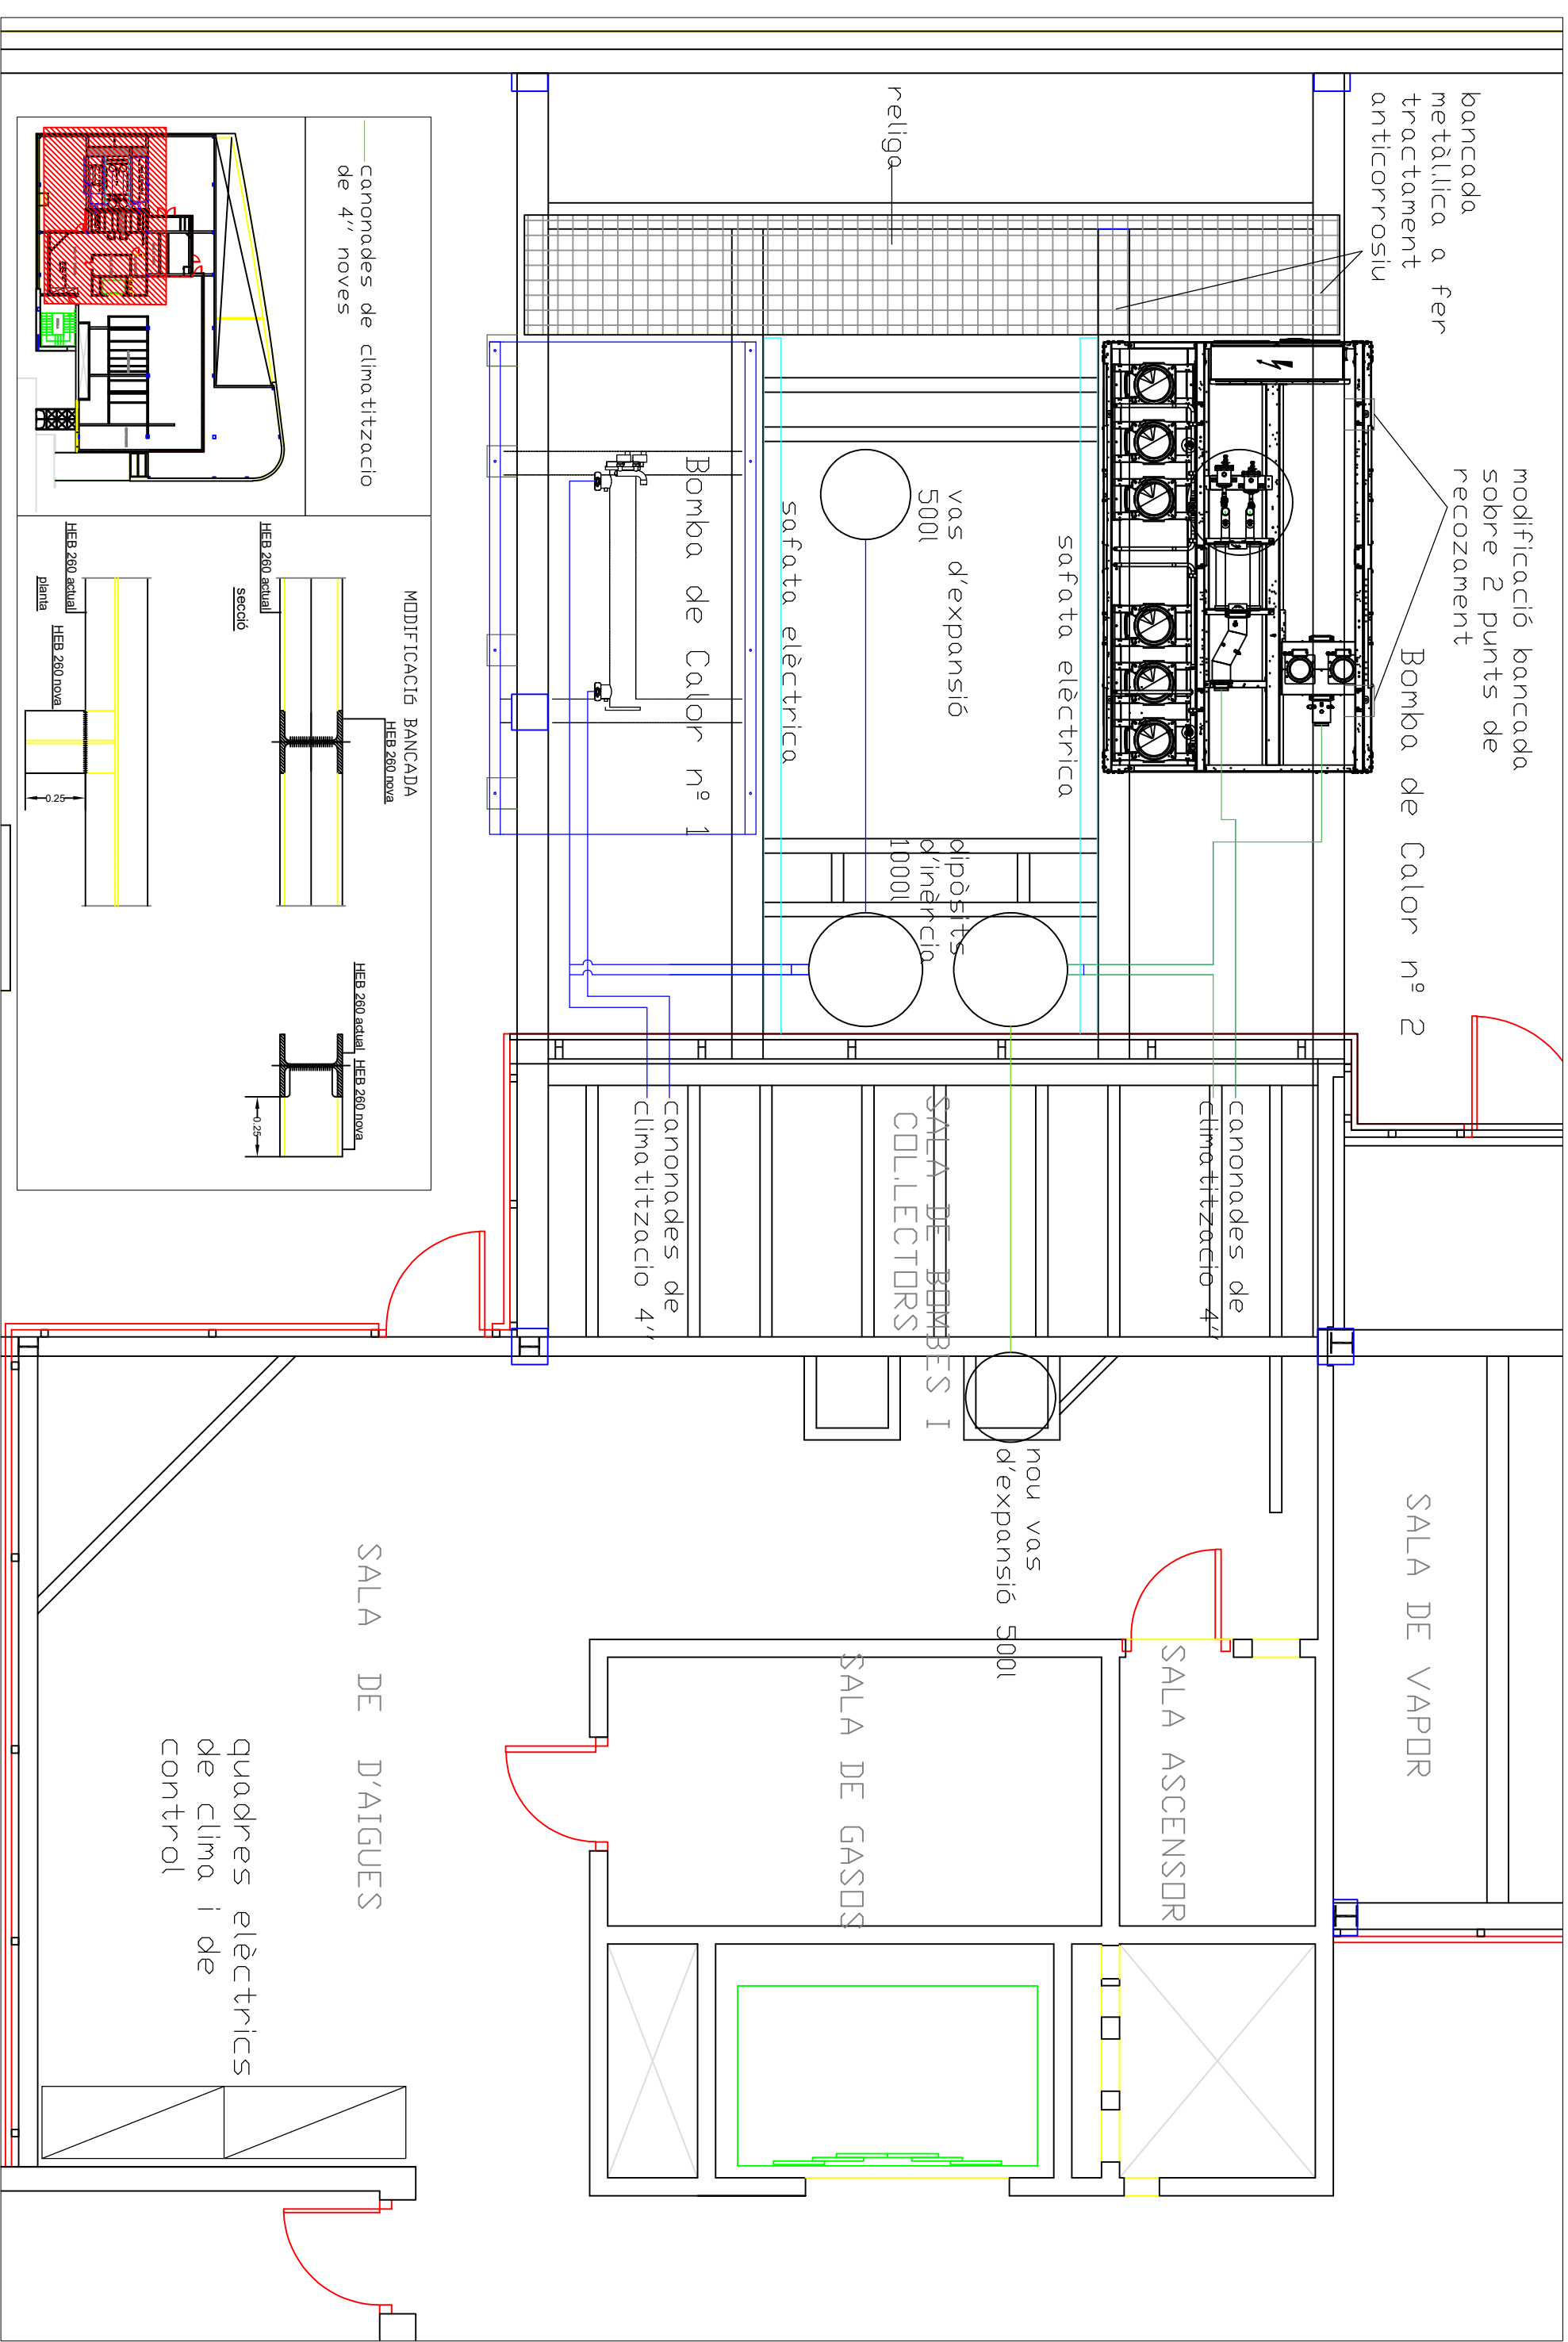 bancada
metàl.lica a fer
tractament
anticorrosiu
modificació bancada
sobre 2 punts de
recozament
Bomba de Calor nº 2
religa
safata elèctrica
vas d'expansió
500l
safata elèctrica
Bomba de Calor nº 1
dipòsits
d'inèrcia
1000l
canonades de
climatitzacio 4"
SALA DE BOMBES I
COL.LECTORS
canonades de
climatitzacio 4"
nou vas
d'expansió 500l
SALA DE VAPOR
SALA ASCENSOR
SALA DE GASOS
SALA DE D'AIGUES
quadres elèctrics
de clima i de
control
canonades de climatitzacio
de 4" noves
MODIFICACIÓ BANCADA
HEB 260 nova
HEB 260 actual
secció
HEB 260 actual
HEB 260 nova
0.25
HEB 260 nova
HEB 260 actual
planta
0.25